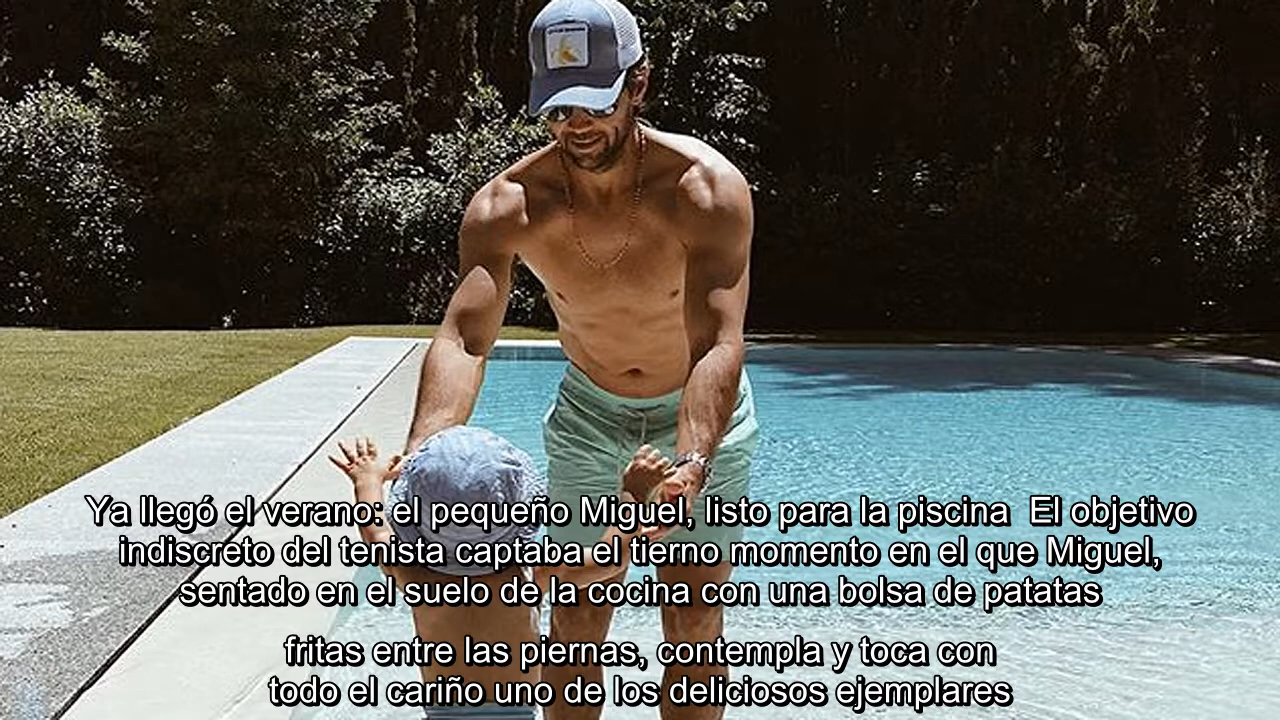 Ya llegó el verano: el pequeño Miguel, listo para la piscina  El objetivo
indiscreto del tenista captaba el tierno momento en el que Miguel,
sentado en el suelo de la cocina con una bolsa de patatas
fritas entre las piernas, contempla y toca con
todo el cariño uno de los deliciosos ejemplares